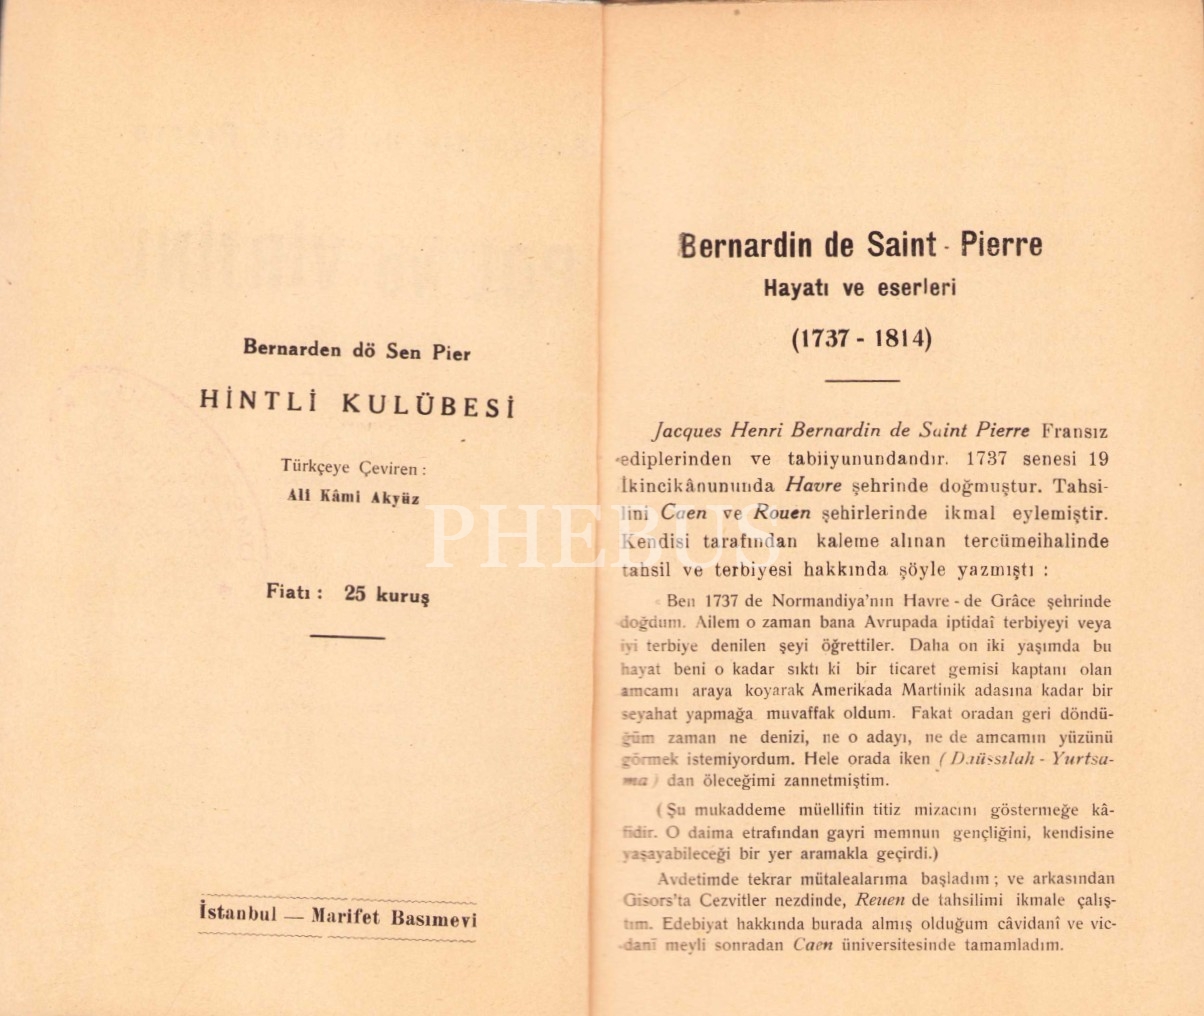 Bernarden dö Sen Pier
HİNTLİ KULÜBESİ
Türkçeye Çeviren :
Ali Kâmi Akyüz
Fiatı : 25 kuruş
İstanbul — Marifet Basımevi
Bernardin de Saint - Pierre
Hayatı ve eserleri
(1737 - 1814)
Jacques Henri Bernardin de Saint Pierre Fransız
ediplerinden ve tabiiyunundandır. 1737 senesi 19
İkincikânununda Havre şehrinde doğmuştur. Tahsi-
lini Caen ve Rouen şehirlerinde ikmal eylemiştir.
Kendisi tarafından kaleme alınan tercümeihalinde
tahsil ve terbiyesi hakkında şöyle yazmıştı :
Ben 1737 de Normandiya'nın Havre - de Grâce şehrinde
doğdum. Ailem o zaman bana Avrupada iptidaî terbiyeyi veya
iyi terbiye denilen şeyi öğrettiler. Daha on iki yaşımda bu
hayat beni o kadar sıktı ki bir ticaret gemisi kaptanı olan
amcamı araya koyarak Amerikada Martinik adasına kadar bir
seyahat yapmağa muvaffak oldum. Fakat oradan geri döndü-
ğüm zaman ne denizi, ne o adayı, ne de amcamın yüzünü
görmek istemiyordum. Hele orada iken (Daüssılah - Yurtsa-
ma) dan öleceğimi zannetmiştim.
(Şu mukaddeme müellifin titiz mizacını göstermeğe kâ-
fidir. O daima etrafından gayri memnun gençliğini, kendisine
yaşayabileceği bir yer aramakla geçirdi.)
Avdetimde tekrar mütalealarıma başladım ; ve arkasından
Gisors'ta Cezvitler nezdinde, Reuen de tahsilimi ikmale çalış-
tım. Edebiyat hakkında burada almış olduğum câvidanî ve vic-
danî meyli sonradan Caen üniversitesinde tamamladım.
PHEBUS